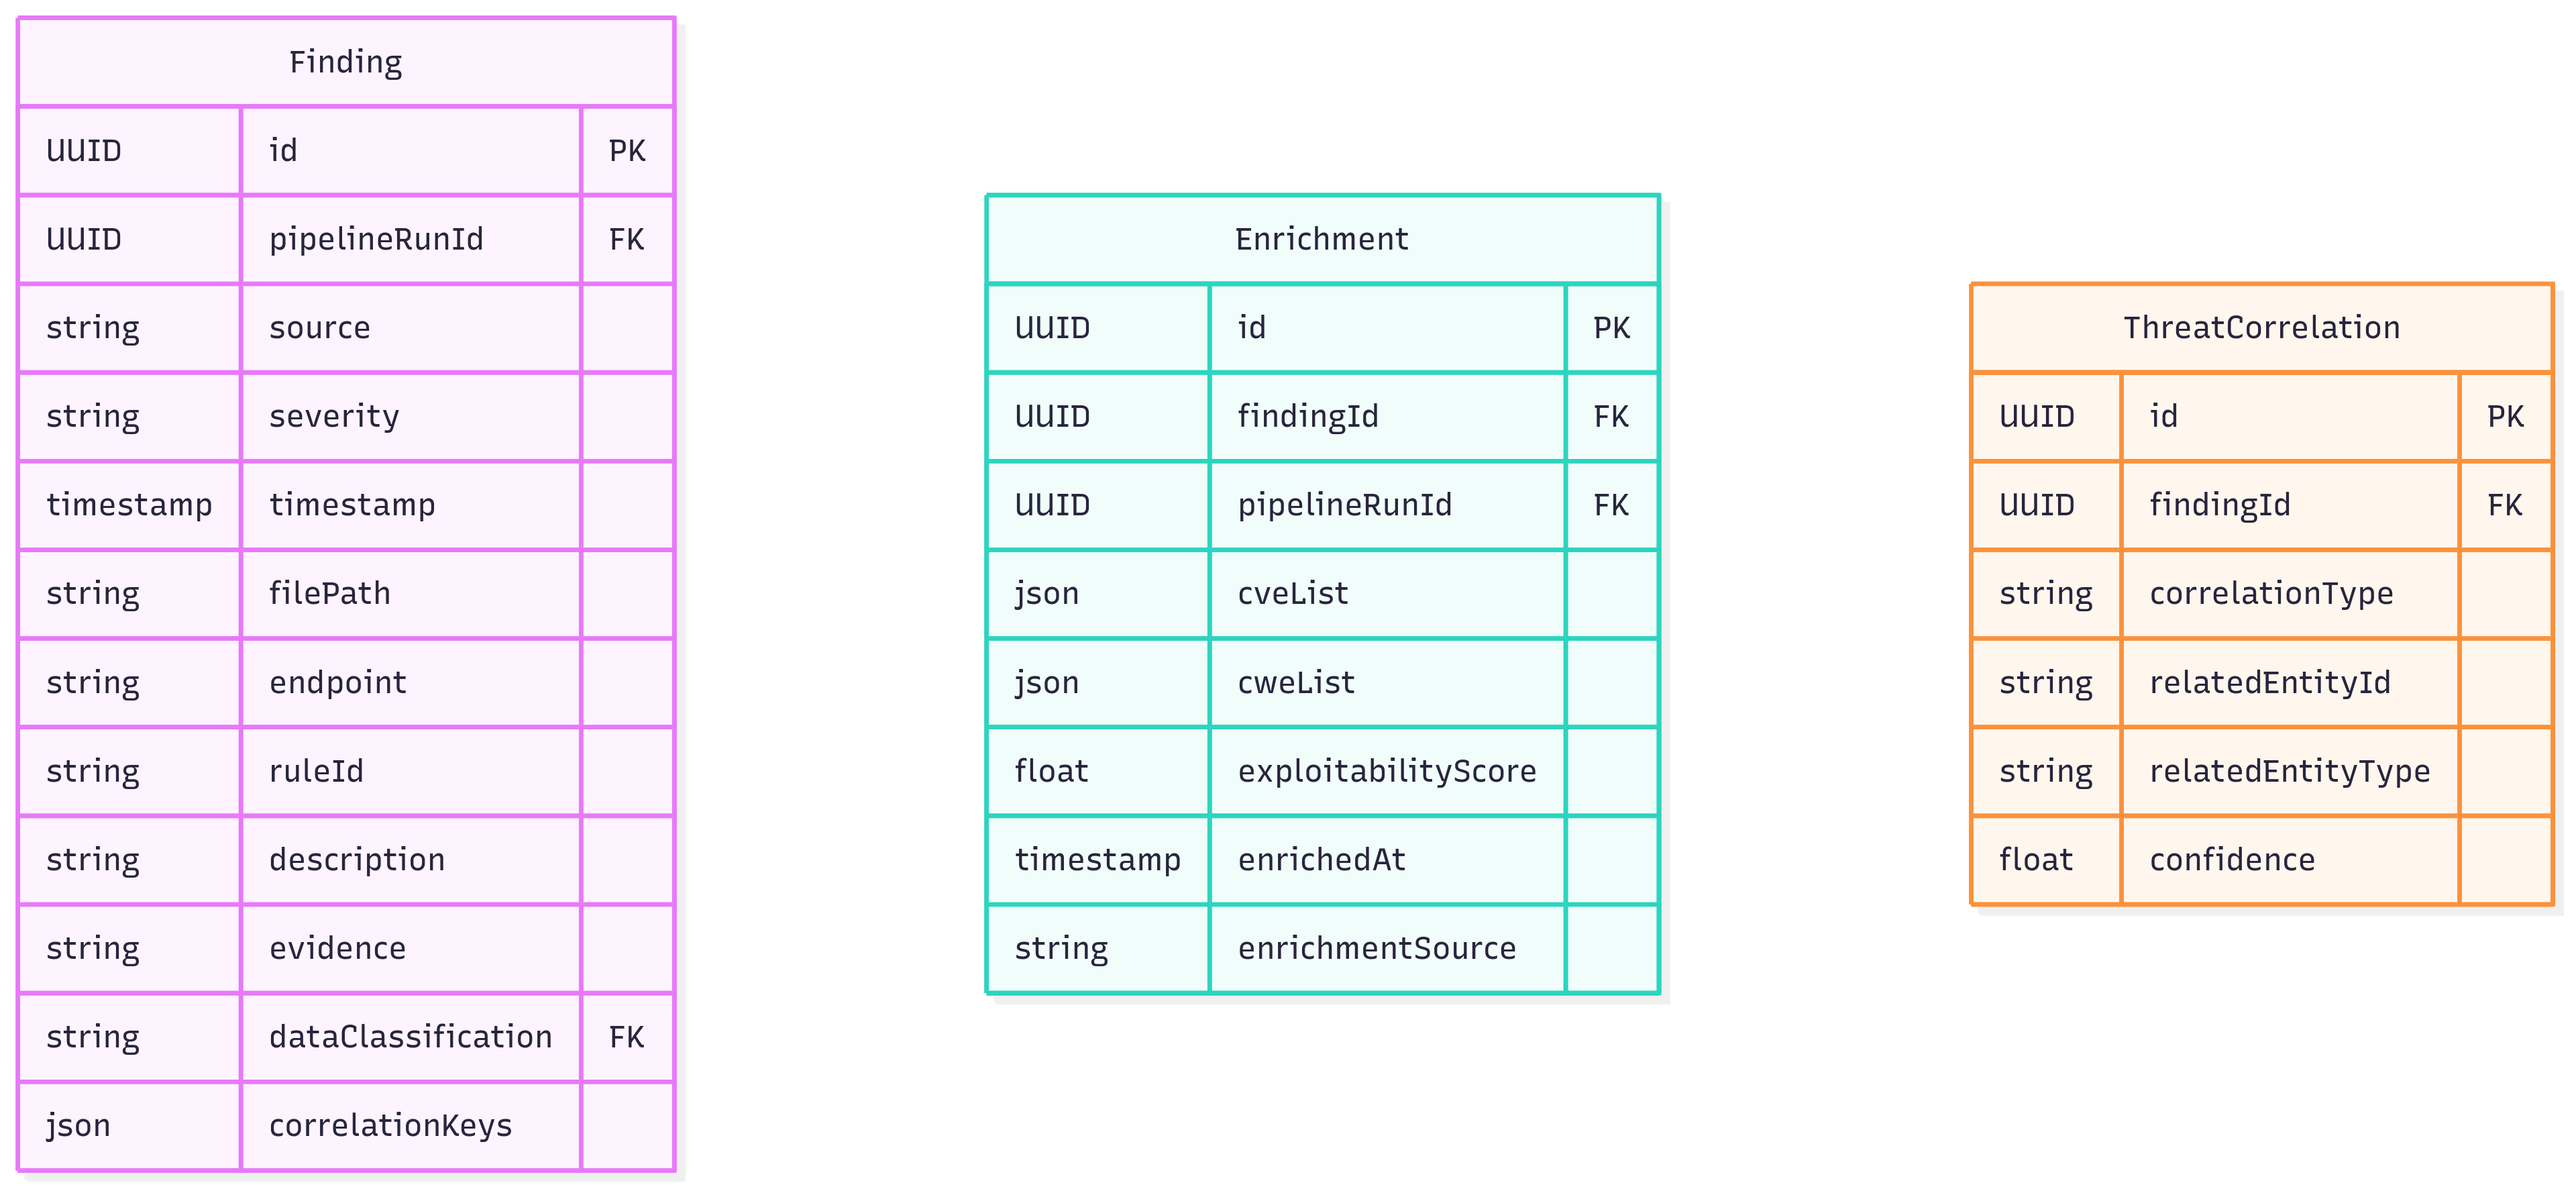 Finding
UUID id PK
UUID pipelineRunId FK
string source
string severity
timestamp timestamp
string filePath
string endpoint
string ruleId
string description
string evidence
string dataClassification FK
json correlationKeys
Enrichment
UUID id PK
UUID findingId FK
UUID pipelineRunId FK
json cveList
json cweList
float exploitabilityScore
timestamp enrichedAt
string enrichmentSource
ThreatCorrelation
UUID id PK
UUID findingId FK
string correlationType
string relatedEntityId
string relatedEntityType
float confidence